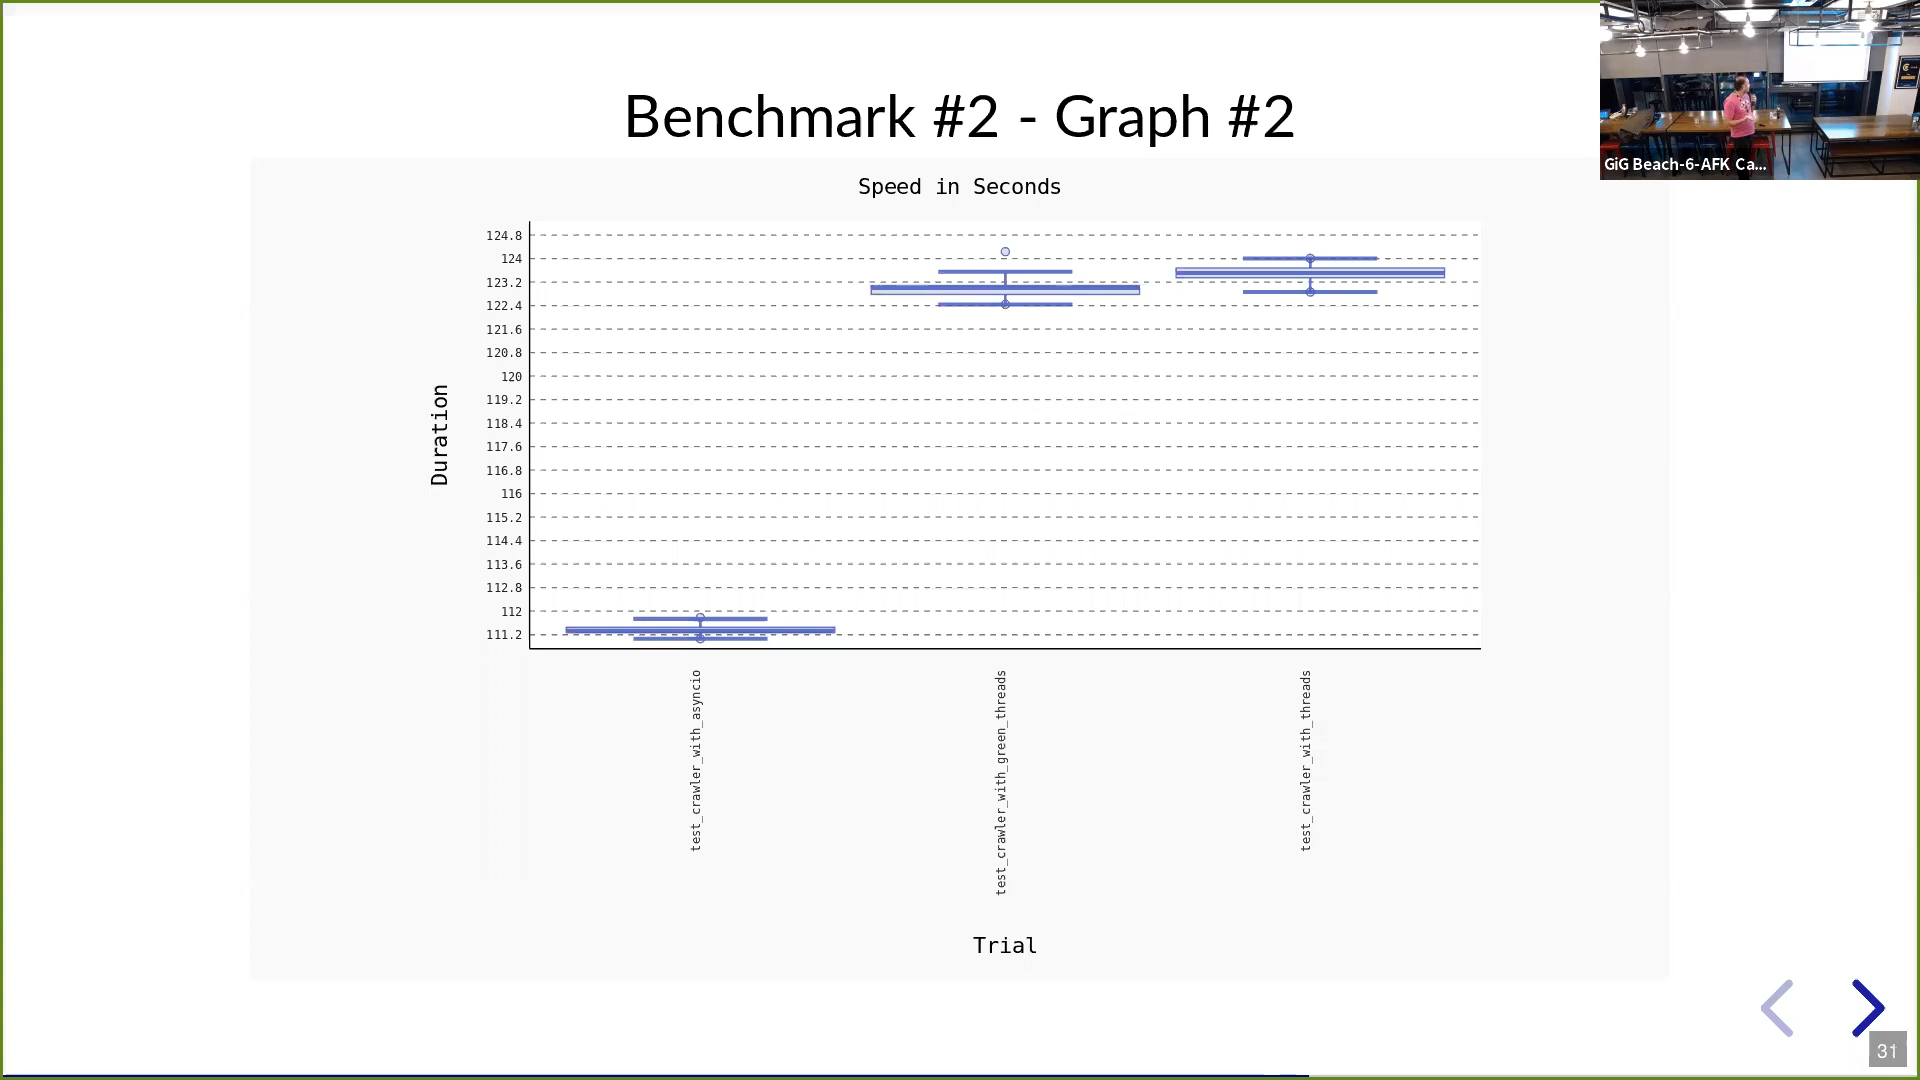 Benchmark #2 - Graph #2
GiG Beach-6-AFK Ca...
Speed in Seconds
124.8
124
123.2
122.4
121.6
120.8
120
119.2
118.4
117.6
116.8
116
115.2
114.4
113.6
112.8
112
111.2
Duration
test_crawler_with_asyncio
test_crawler_with_green_threads
test_crawler_with_threads
Trial
31